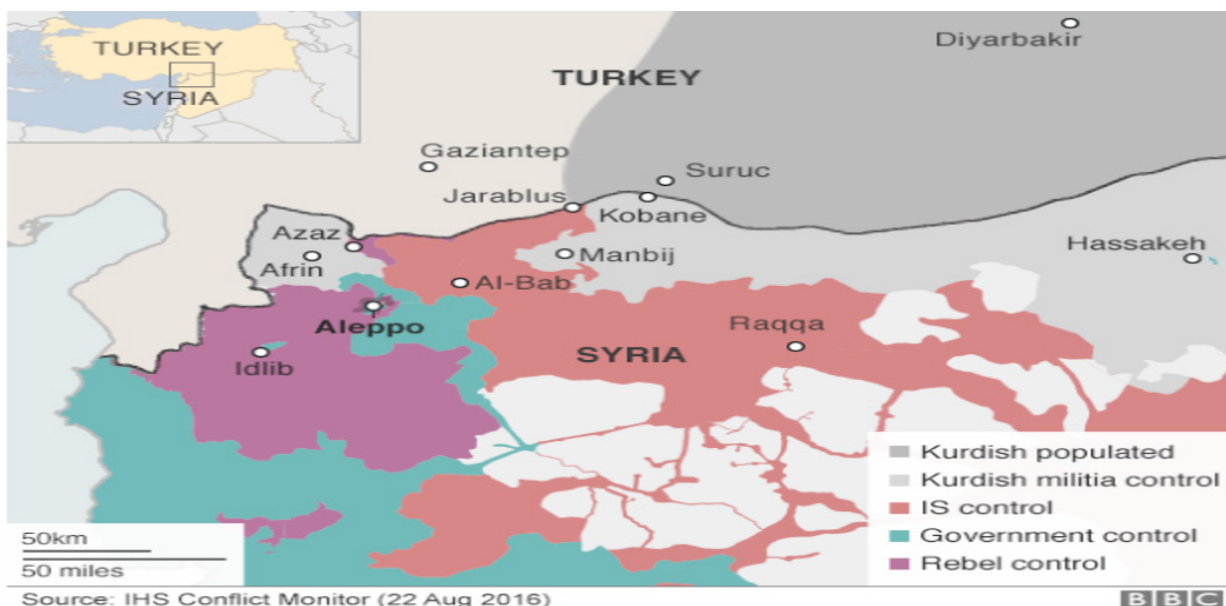 TURKEY
SYRIA
Diyarbakir
TURKEY
Gaziantep
Suruc
Jarablus
Kobane
Azaz
Manbij
Hassakeh
Afrin
Al-Bab
Aleppo
Raqqa
SYRIA
Idlib
Kurdish populated
Kurdish militia control
IS control
Government control
Rebel control
50km
50 miles
Source: IHS Conflict Monitor (22 Aug 2016)
BBC